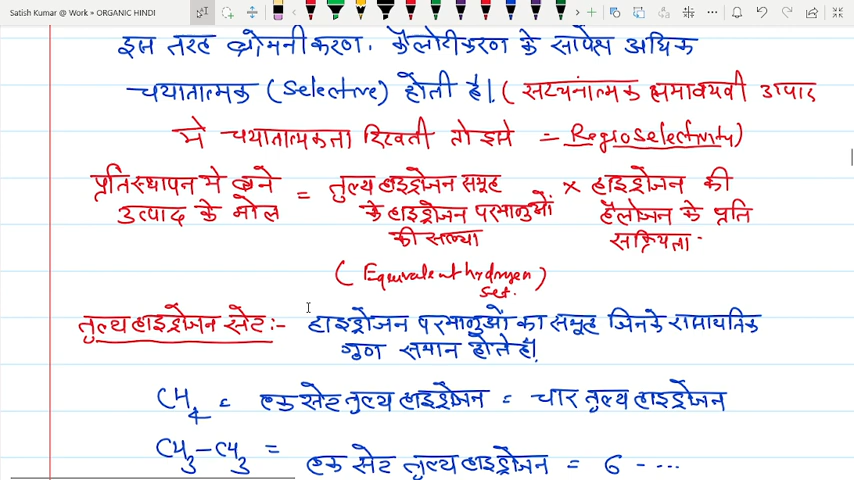 Satish Kumar @ Work » ORGANIC HINDI
इस तरह ब्रोमनीकरण, क्लोरीकरण के सापेक्ष अधिक
चयनात्मक (Selective) होती है। (संरचनात्मक समावयवी उत्पाद
मे चयनात्मकता दिखती तो इसे = Regioselectivity)
प्रतिस्थापन मे बने उत्पाद के मोल = तुल्य हाइड्रोजन समूह के हाइड्रोजन परमाणुओं की संख्या × हाइड्रोजन की हैलोजन के प्रति सक्रियता
(Equivalent hydrogen set.)
तुल्य हाइड्रोजन सेट:- हाइड्रोजन परमाणुओं का समूह जिनके रासायनिक
गुण समान होते हैं।
CH4 = एक सेट तुल्य हाइड्रोजन = चार तुल्य हाइड्रोजन
CH3-CH3 = एक सेट तुल्य हाइड्रोजन = 6 - ...